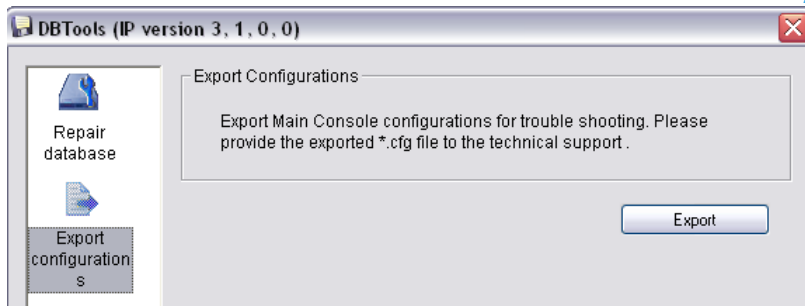 DBTools (IP version 3, 1, 0, 0)
Repair
database
Export
configuration
s
Export Configurations
Export Main Console configurations for trouble shooting. Please
provide the exported *.cfg file to the technical support .
Export